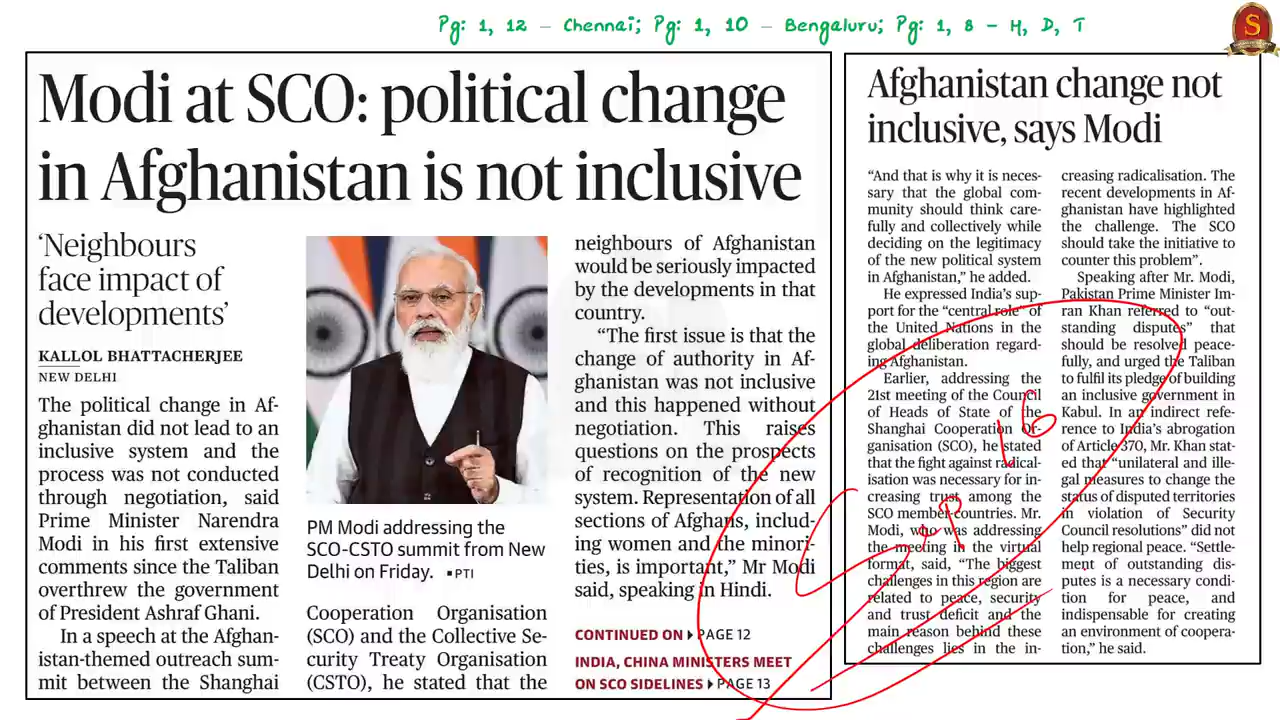 Pg: 1, 12 – Chennai; Pg: 1, 10 – Bengaluru; Pg: 1, 8 – H, D, T
S
Modi at SCO: political change
in Afghanistan is not inclusive
‘Neighbours
face impact of
developments’
KALLOL BHATTACHERJEE
NEW DELHI
The political change in Af-
ghanistan did not lead to an
inclusive system and the
process was not conducted
through negotiation, said
Prime Minister Narendra
Modi in his first extensive
comments since the Taliban
overthrew the government
of President Ashraf Ghani.
In a speech at the Afghan-
istan-themed outreach sum-
mit between the Shanghai
PM Modi addressing the
SCO-CSTO summit from New
Delhi on Friday. ▪PTI
Cooperation Organisation
(SCO) and the Collective Se-
curity Treaty Organisation
(CSTO), he stated that the
neighbours of Afghanistan
would be seriously impacted
by the developments in that
country.
“The first issue is that the
change of authority in Af-
ghanistan was not inclusive
and this happened without
negotiation. This raises
questions on the prospects
of recognition of the new
system. Representation of all
sections of Afghans, includ-
ing women and the minori-
ties, is important,” Mr Modi
said, speaking in Hindi.
CONTINUED ON PAGE 12
INDIA, CHINA MINISTERS MEET
ON SCO SIDELINES PAGE 13
Afghanistan change not
inclusive, says Modi
“And that is why it is neces-
sary that the global com-
munity should think care-
fully and collectively while
deciding on the legitimacy
of the new political system
in Afghanistan,” he added.
He expressed India’s sup-
port for the “central role” of
the United Nations in the
global deliberation regard-
ing Afghanistan.
Earlier, addressing the
21st meeting of the Council
of Heads of State of the
Shanghai Cooperation Or-
ganisation (SCO), he stated
that the fight against radical-
isation was necessary for in-
creasing trust among the
SCO member-countries. Mr.
Modi, who was addressing
the meeting in the virtual
format, said, “The biggest
challenges in this region are
related to peace, security
and trust deficit and the
main reason behind these
challenges lies in the in-
creasing radicalisation. The
recent developments in Af-
ghanistan have highlighted
the challenge. The SCO
should take the initiative to
counter this problem”.
Speaking after Mr. Modi,
Pakistan Prime Minister Im-
ran Khan referred to “out-
standing disputes” that
should be resolved peace-
fully, and urged the Taliban
to fulfil its pledge of building
an inclusive government in
Kabul. In an indirect refe-
rence to India’s abrogation
of Article 370, Mr. Khan stat-
ed that “unilateral and ille-
gal measures to change the
status of disputed territories
in violation of Security
Council resolutions” did not
help regional peace. “Settle-
ment of outstanding dis-
putes is a necessary condi-
tion for peace, and
indispensable for creating
an environment of coopera-
tion,” he said.
16